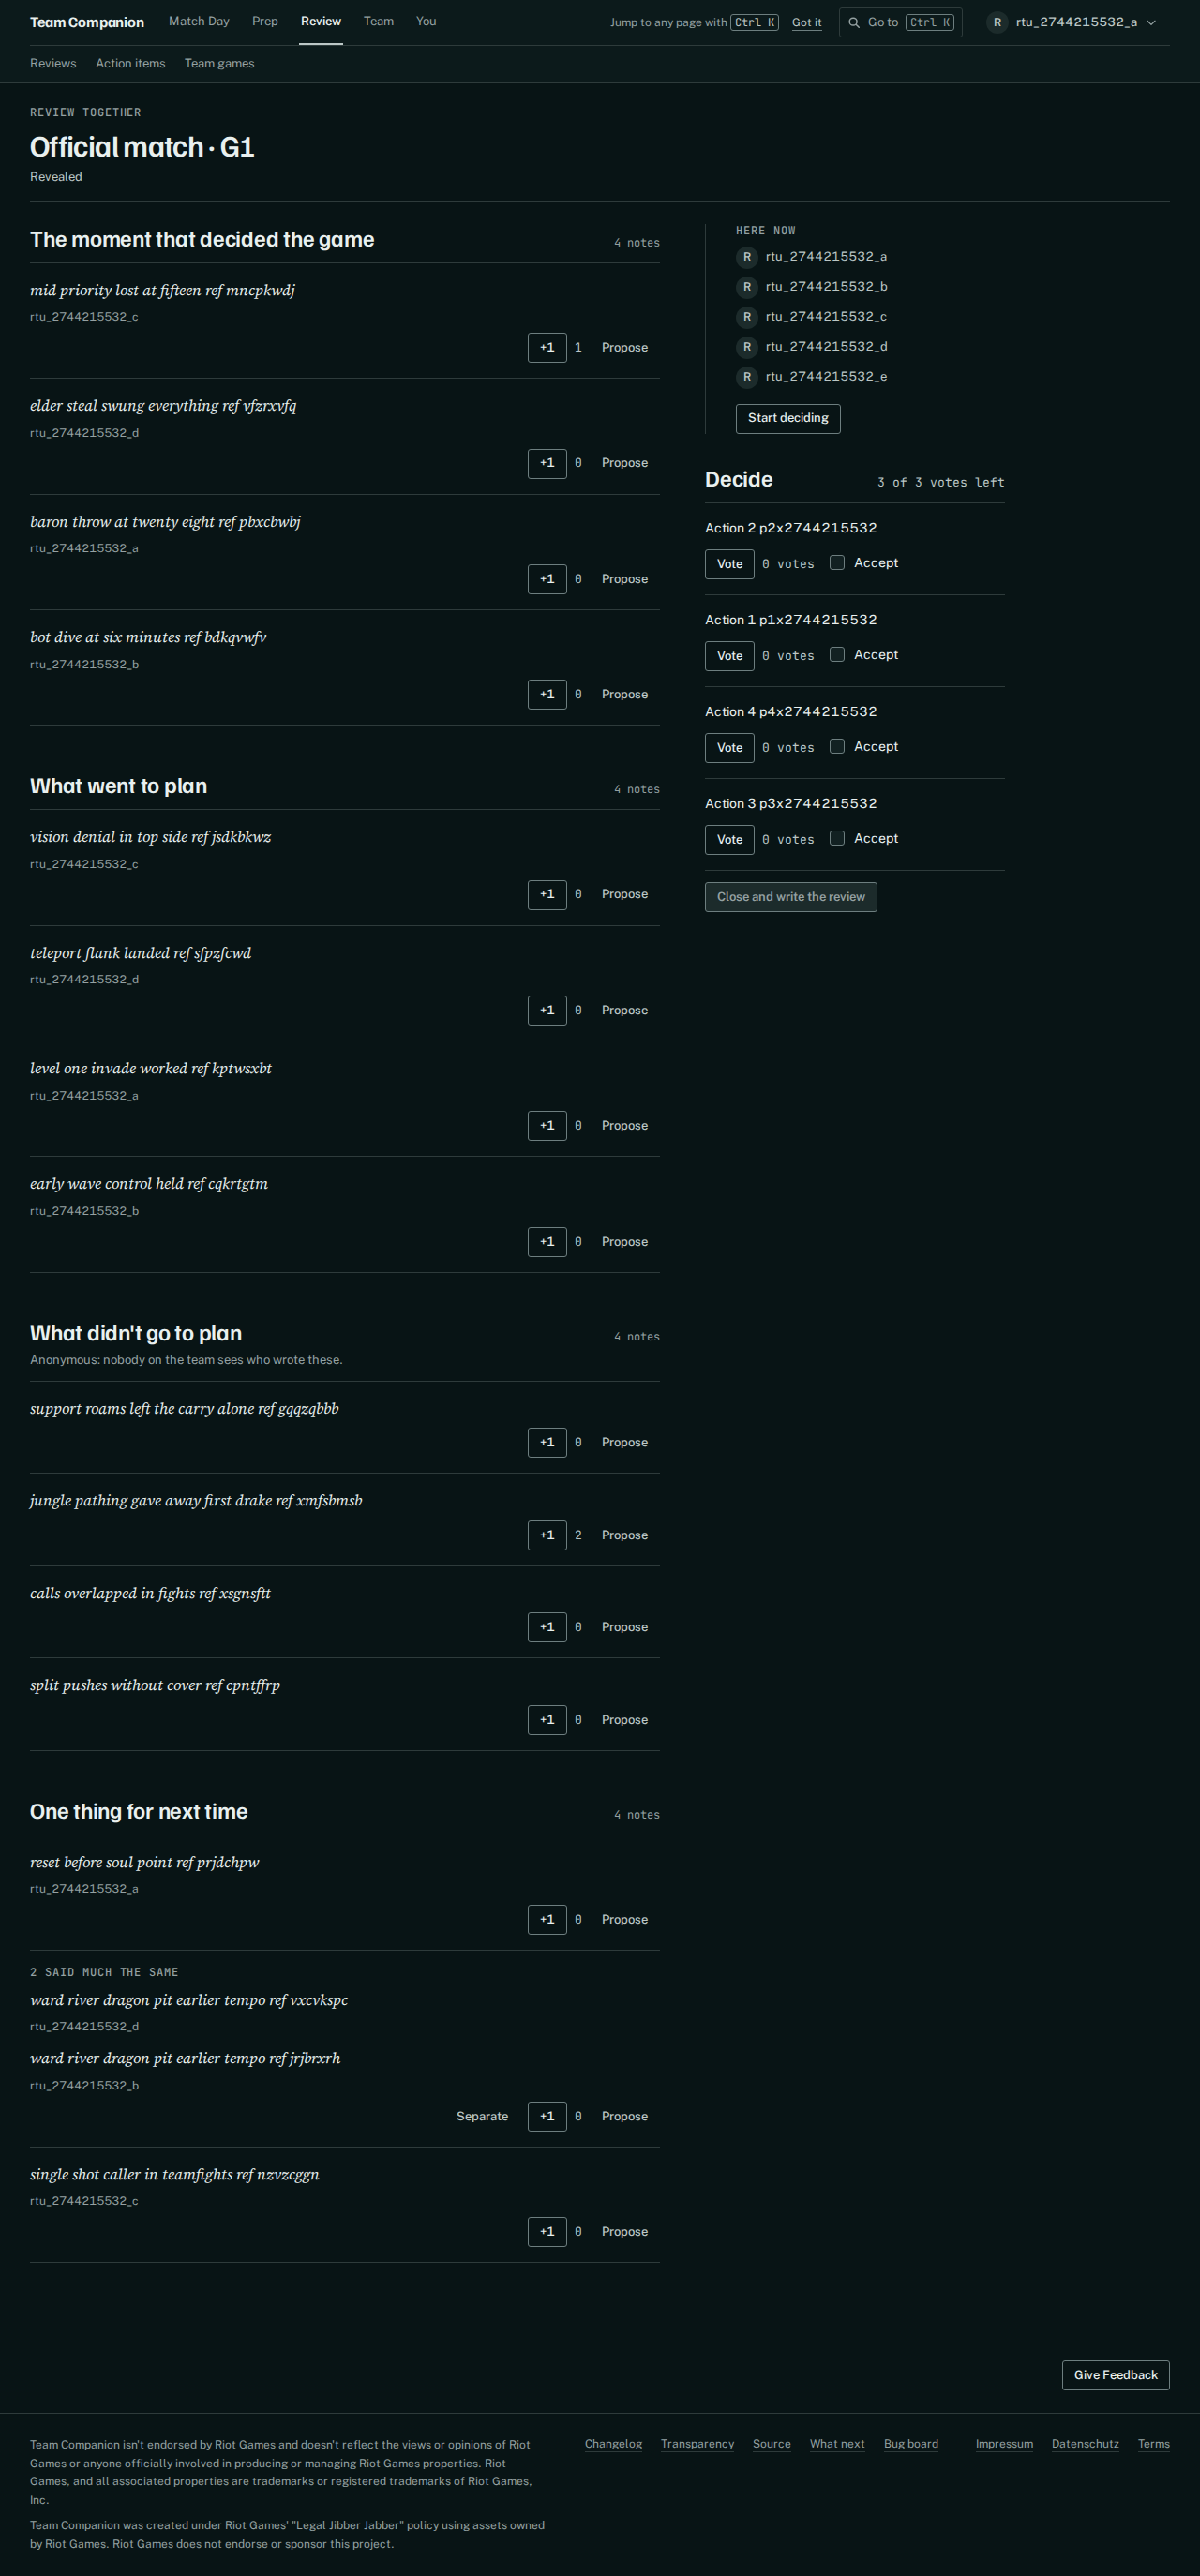 Team Companion Match Day Prep Review Team You Jump to any page with Ctrl K Got it Go to Ctrl K R rtu_2744215532_a
Reviews Action items Team games
REVIEW TOGETHER
Official match · G1
Revealed
The moment that decided the game 4 notes
mid priority lost at fifteen ref mncpkwdj
rtu_2744215532_c
+1 1 Propose
elder steal swung everything ref vfzrxvfq
rtu_2744215532_d
+1 0 Propose
baron throw at twenty eight ref pbxcbwbj
rtu_2744215532_a
+1 0 Propose
bot dive at six minutes ref bdkqvwfv
rtu_2744215532_b
+1 0 Propose
What went to plan 4 notes
vision denial in top side ref jsdkbkwz
rtu_2744215532_c
+1 0 Propose
teleport flank landed ref sfpzfcwd
rtu_2744215532_d
+1 0 Propose
level one invade worked ref kptwsxbt
rtu_2744215532_a
+1 0 Propose
early wave control held ref cqkrtgtm
rtu_2744215532_b
+1 0 Propose
What didn't go to plan 4 notes
Anonymous: nobody on the team sees who wrote these.
support roams left the carry alone ref gqqzqbbb
+1 0 Propose
jungle pathing gave away first drake ref xmfsbmsb
+1 2 Propose
calls overlapped in fights ref xsgnsftt
+1 0 Propose
split pushes without cover ref cpntffrp
+1 0 Propose
One thing for next time 4 notes
reset before soul point ref prjdchpw
rtu_2744215532_a
+1 0 Propose
2 SAID MUCH THE SAME
ward river dragon pit earlier tempo ref vxcvkspc
rtu_2744215532_d
ward river dragon pit earlier tempo ref jrjbrxrh
rtu_2744215532_b
Separate +1 0 Propose
single shot caller in teamfights ref nzvzcggn
rtu_2744215532_c
+1 0 Propose
HERE NOW
R rtu_2744215532_a
R rtu_2744215532_b
R rtu_2744215532_c
R rtu_2744215532_d
R rtu_2744215532_e
Start deciding
Decide 3 of 3 votes left
Action 2 p2x2744215532
Vote 0 votes Accept
Action 1 p1x2744215532
Vote 0 votes Accept
Action 4 p4x2744215532
Vote 0 votes Accept
Action 3 p3x2744215532
Vote 0 votes Accept
Close and write the review
Give Feedback
Team Companion isn't endorsed by Riot Games and doesn't reflect the views or opinions of Riot
Games or anyone officially involved in producing or managing Riot Games properties. Riot
Games, and all associated properties are trademarks or registered trademarks of Riot Games,
Inc.
Team Companion was created under Riot Games' "Legal Jibber Jabber" policy using assets owned
by Riot Games. Riot Games does not endorse or sponsor this project.
Changelog Transparency Source What next Bug board Impressum Datenschutz Terms